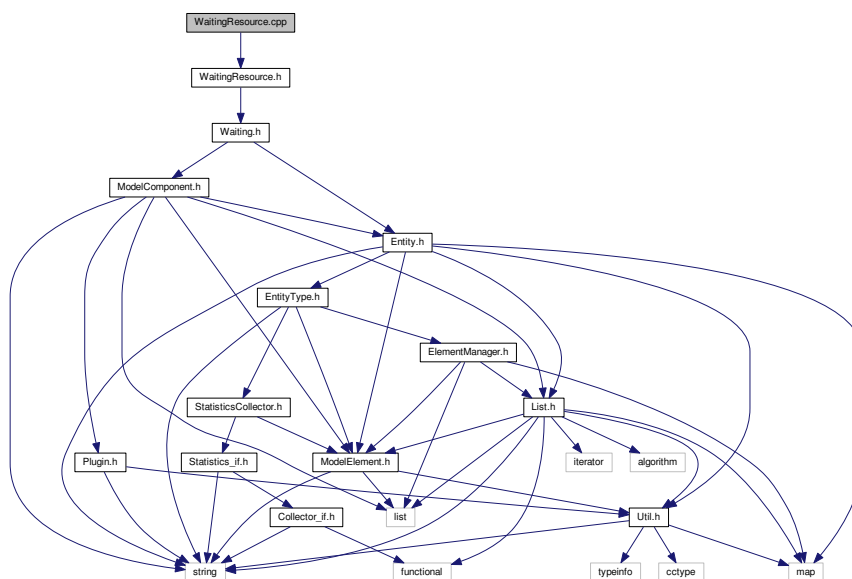 WaitingResource.cpp
WaitingResource.h
Waiting.h
ModelComponent.h
Entity.h
EntityType.h
ElementManager.h
StatisticsCollector.h
List.h
Plugin.h
Statistics_if.h
ModelElement.h
iterator
algorithm
Collector_if.h
list
Util.h
string
functional
typeinfo
cctype
map